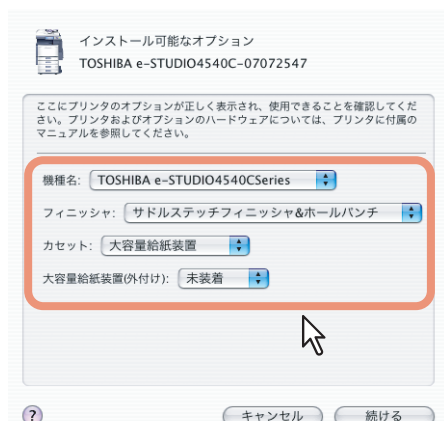 インストール可能なオプション
TOSHIBA e-STUDIO4540C-07072547
ここにプリンタのオプションが正しく表示され、使用できることを確認してくだ
さい。プリンタおよびオプションのハードウェアについては、プリンタに付属の
マニュアルを参照してください。
機種名: TOSHIBA e-STUDIO4540CSeries
フィニッシャ: サドルステッチフィニッシャ&ホールパンチ
カセット: 大容量給紙装置
大容量給紙装置(外付け): 未装着
? キャンセル 続ける